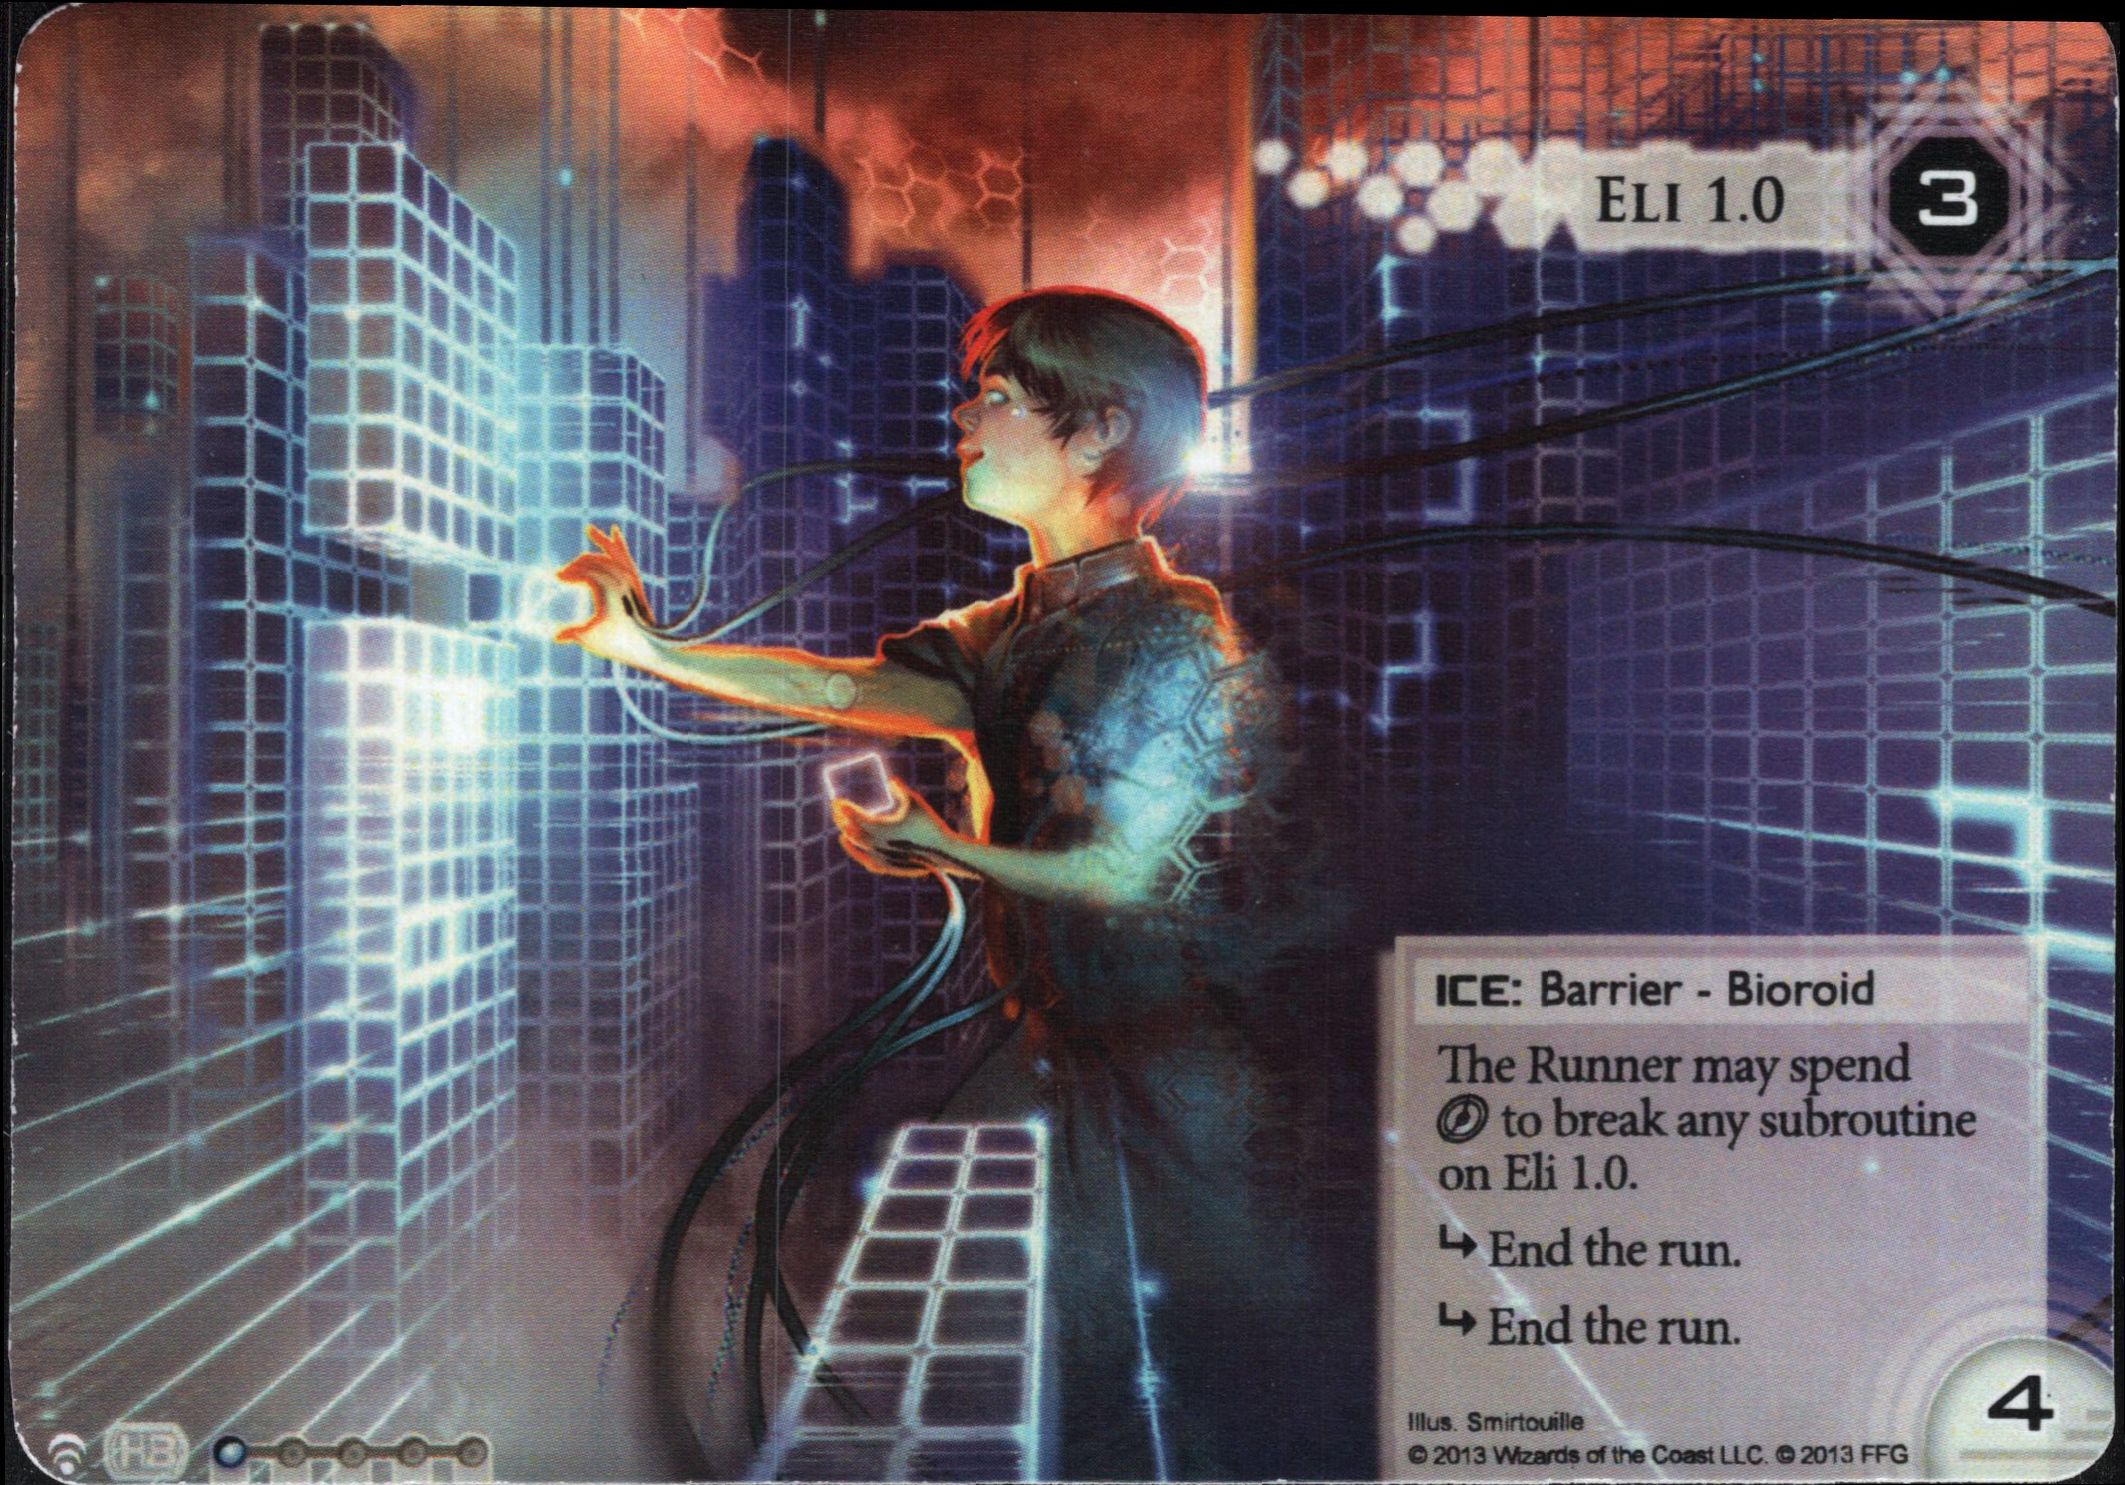 ELI 1.0
3
ICE: Barrier - Bioroid
The Runner may spend
to break any subroutine
on Eli 1.0.
End the run.
End the run.
4
Illus. Smirtouille
© 2013 Wizards of the Coast LLC. © 2013 FFG
HB